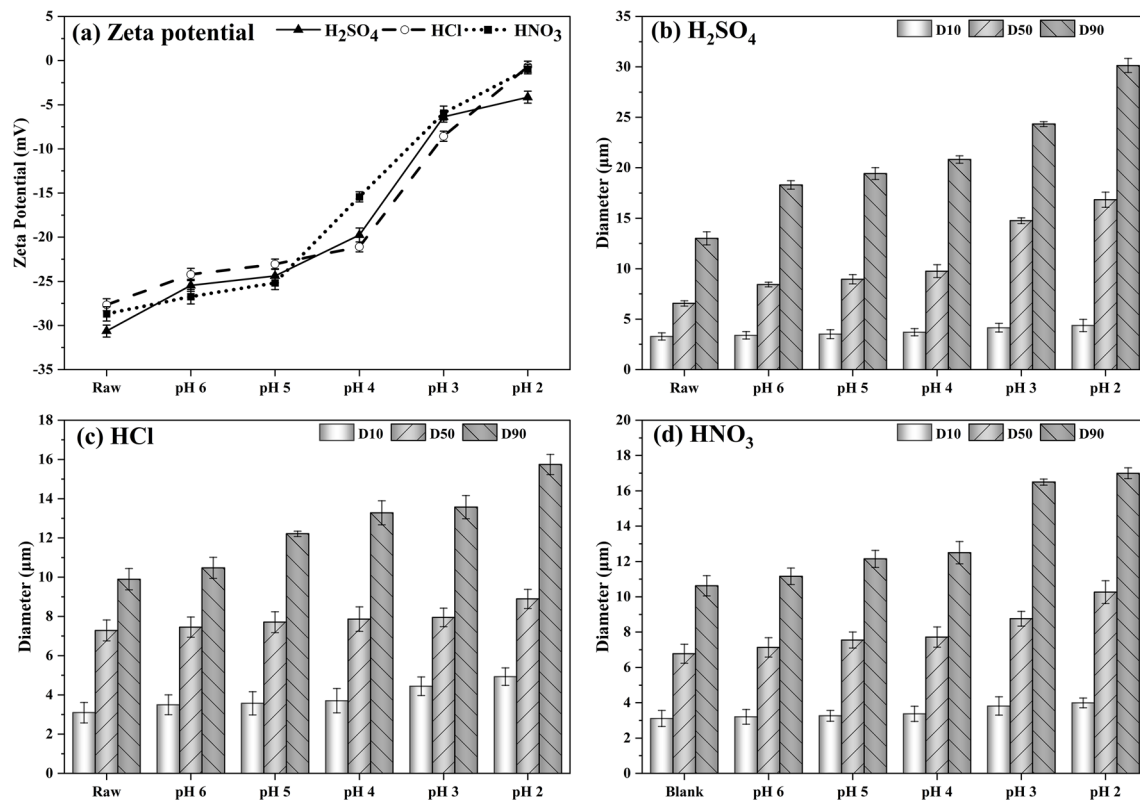 (a) Zeta potential
H₂SO₄ HCl HNO₃
Zeta Potential (mV)
0
-5
-10
-15
-20
-25
-30
-35
Raw pH 6 pH 5 pH 4 pH 3 pH 2
(b) H₂SO₄
D10 D50 D90
Diameter (μm)
35
30
25
20
15
10
5
0
Raw pH 6 pH 5 pH 4 pH 3 pH 2
(c) HCl
D10 D50 D90
Diameter (μm)
18
16
14
12
10
8
6
4
2
0
Raw pH 6 pH 5 pH 4 pH 3 pH 2
(d) HNO₃
D10 D50 D90
Diameter (μm)
20
18
16
14
12
10
8
6
4
2
0
Blank pH 6 pH 5 pH 4 pH 3 pH 2